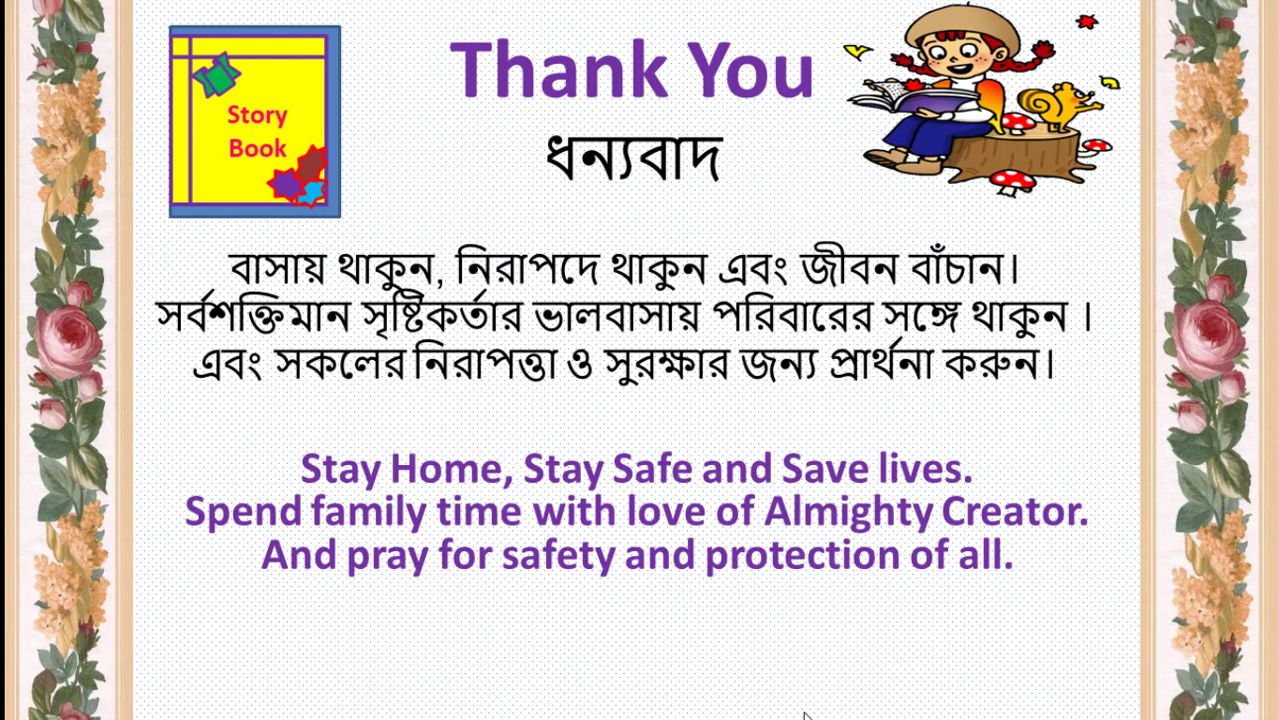 Story
Book
Thank You
ধন্যবাদ
বাসায় থাকুন, নিরাপদে থাকুন এবং জীবন বাঁচান।
সর্বশক্তিমান সৃষ্টিকর্তার ভালবাসায় পরিবারের সঙ্গে থাকুন ।
এবং সকলের নিরাপত্তা ও সুরক্ষার জন্য প্রার্থনা করুন।
Stay Home, Stay Safe and Save lives.
Spend family time with love of Almighty Creator.
And pray for safety and protection of all.